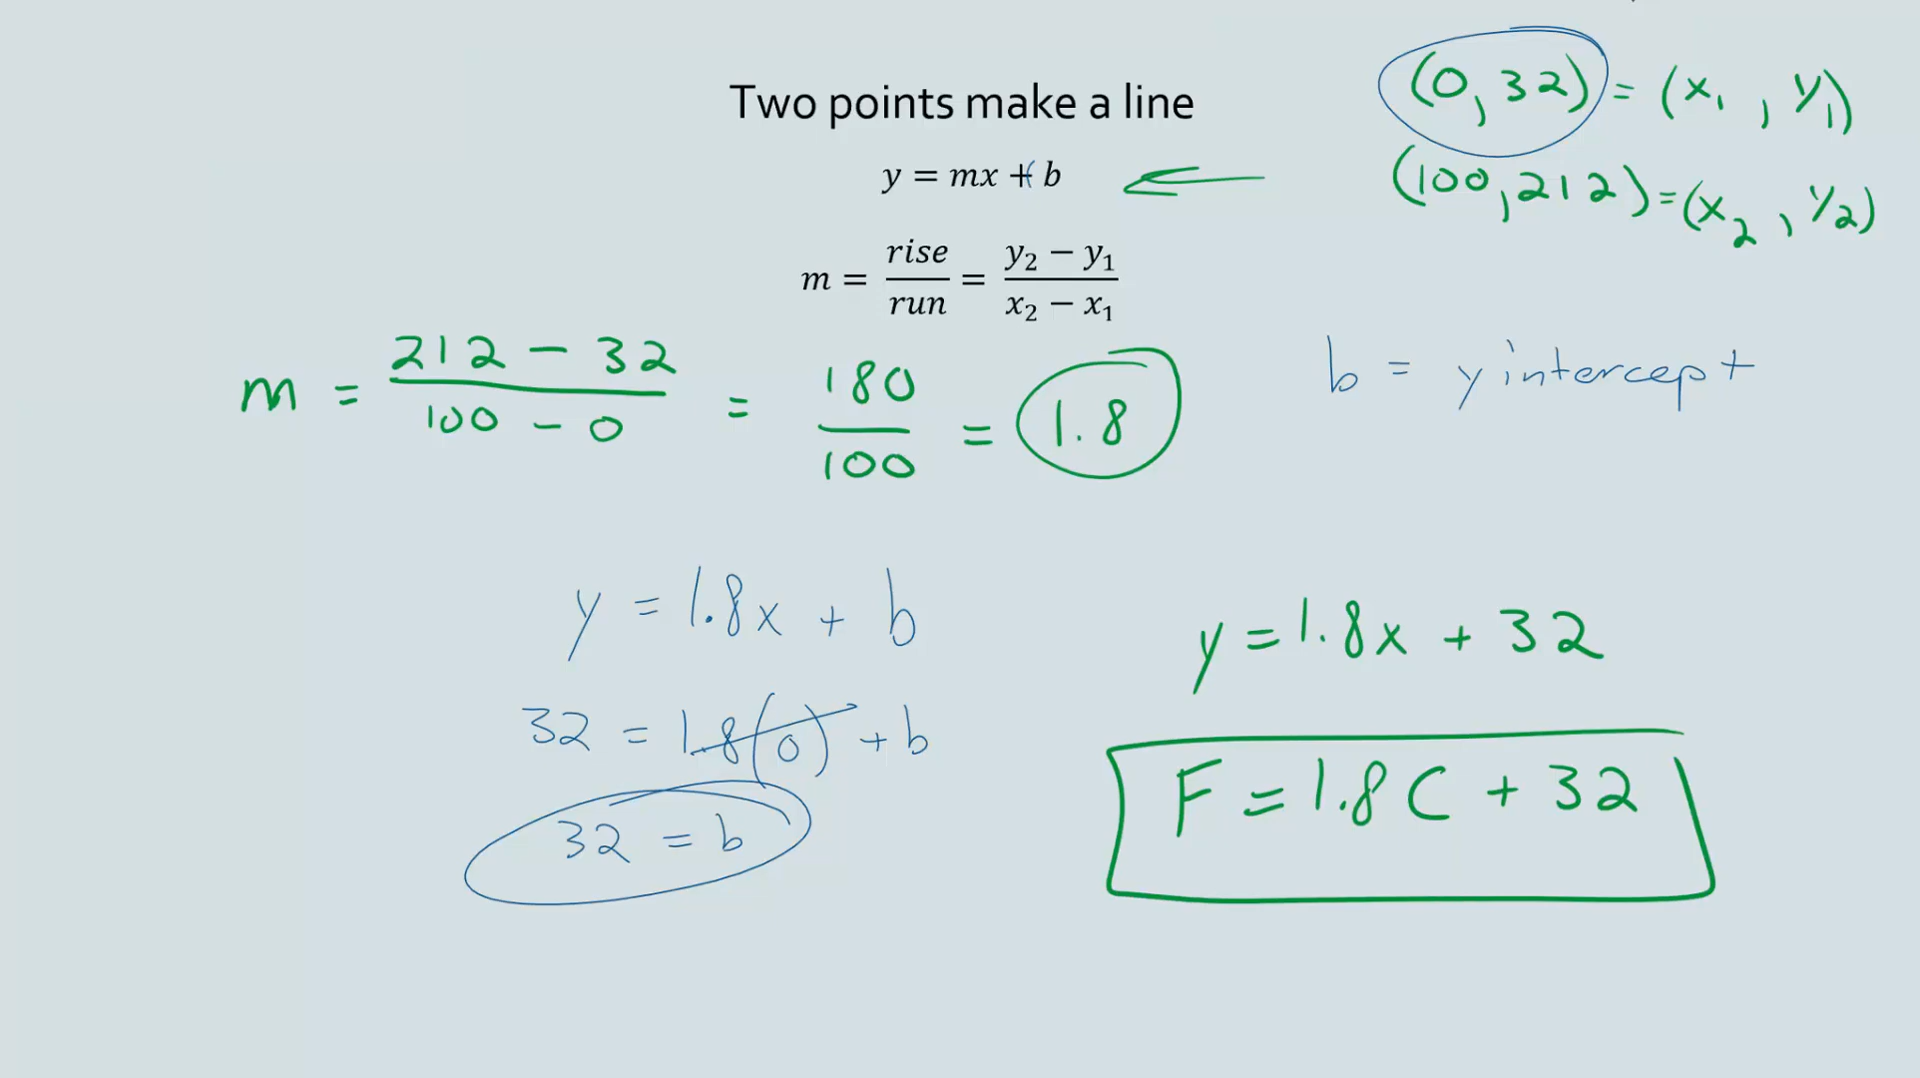 Two points make a line
(0, 32) = (x₁, y₁)
y = mx + b
(100, 212) = (x₂, y₂)
m = rise/run = (y₂ − y₁)/(x₂ − x₁)
m = (212 − 32)/(100 − 0) = 180/100 = 1.8
b = y intercept
y = 1.8x + b
32 = 1.8(0) + b
32 = b
y = 1.8x + 32
F = 1.8C + 32